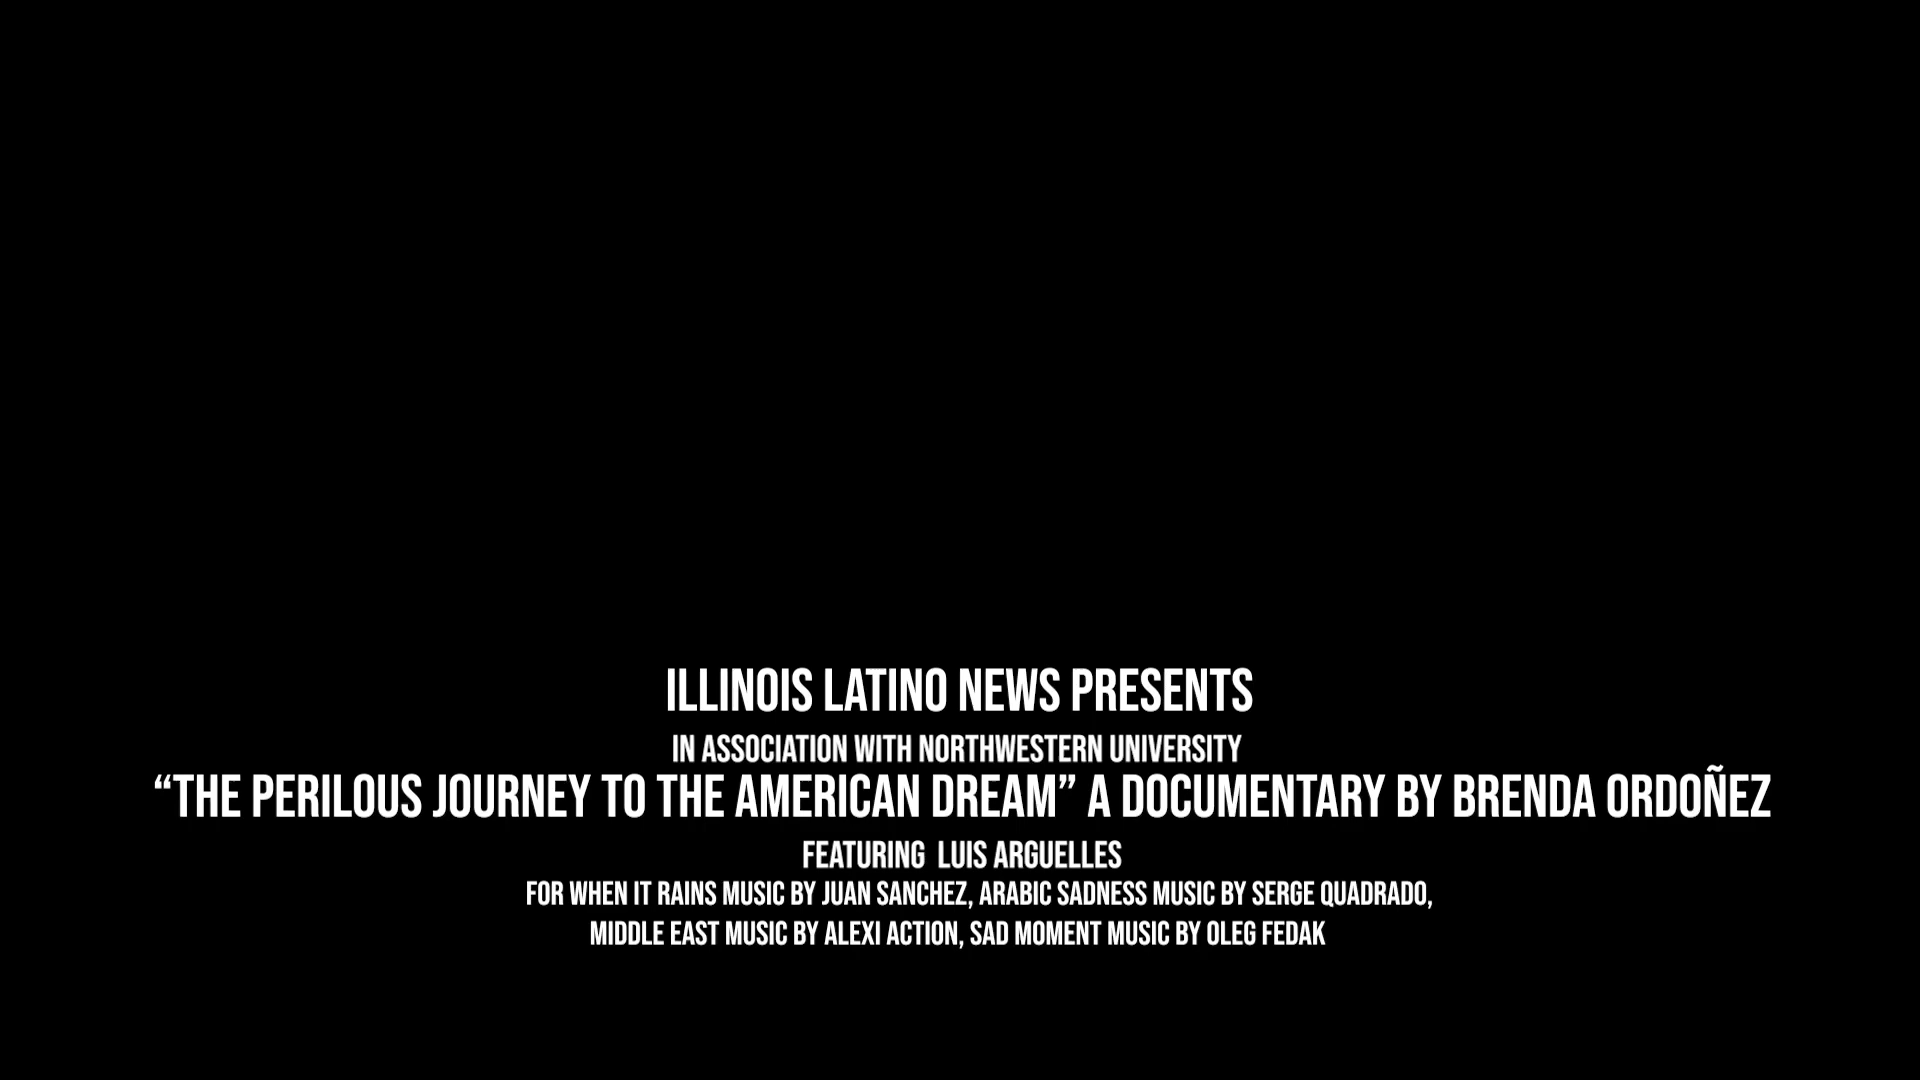 ILLINOIS LATINO NEWS PRESENTS
IN ASSOCIATION WITH NORTHWESTERN UNIVERSITY
“THE PERILOUS JOURNEY TO THE AMERICAN DREAM” A DOCUMENTARY BY BRENDA ORDOÑEZ
FEATURING LUIS ARGUELLES
FOR WHEN IT RAINS MUSIC BY JUAN SANCHEZ, ARABIC SADNESS MUSIC BY SERGE QUADRADO,
MIDDLE EAST MUSIC BY ALEXI ACTION, SAD MOMENT MUSIC BY OLEG FEDAK